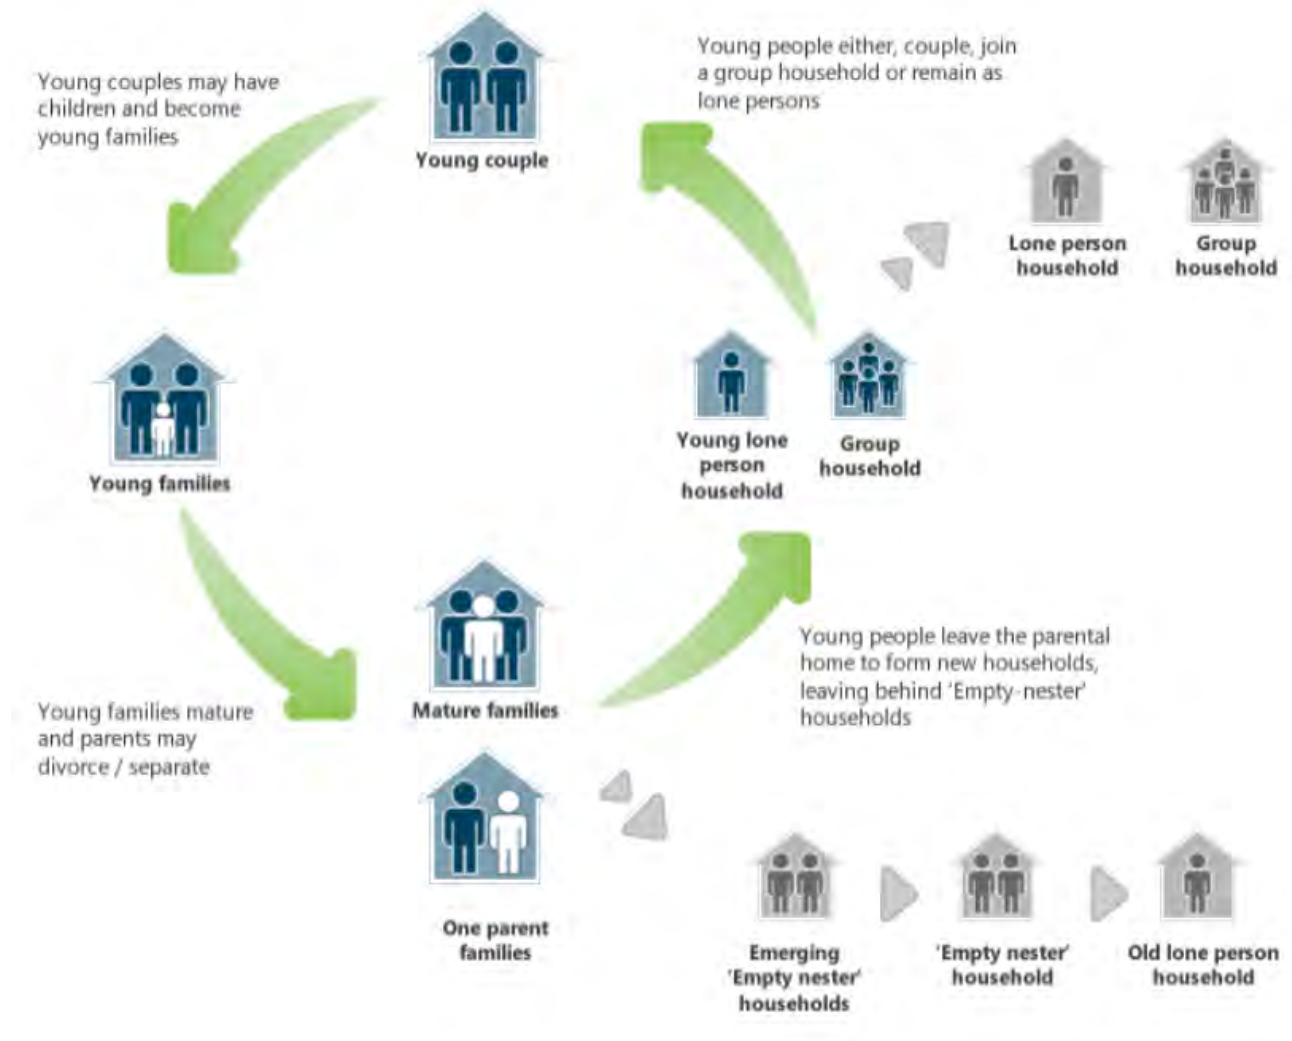 Young couples may have
children and become
young families
Young couple
Young people either, couple, join
a group household or remain as
lone persons
Lone person
household
Group
household
Young families
Young lone
person
household
Group
household
Mature families
Young people leave the parental
home to form new households,
leaving behind 'Empty-nester'
households
Young families mature
and parents may
divorce / separate
One parent
families
Emerging
'Empty nester'
households
'Empty nester'
household
Old lone person
household